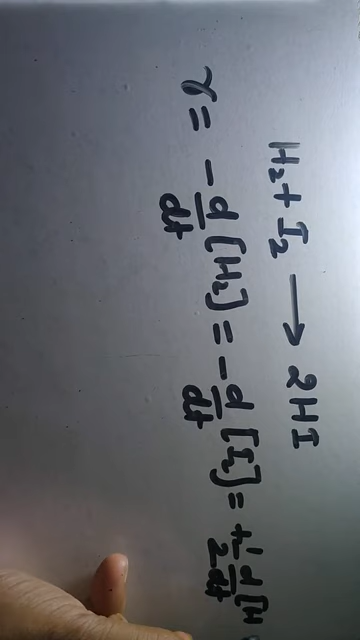 H₂ + I₂ → 2HI
r = -d/dt [H₂] = -d/dt [I₂] = +1/2 d/dt [H